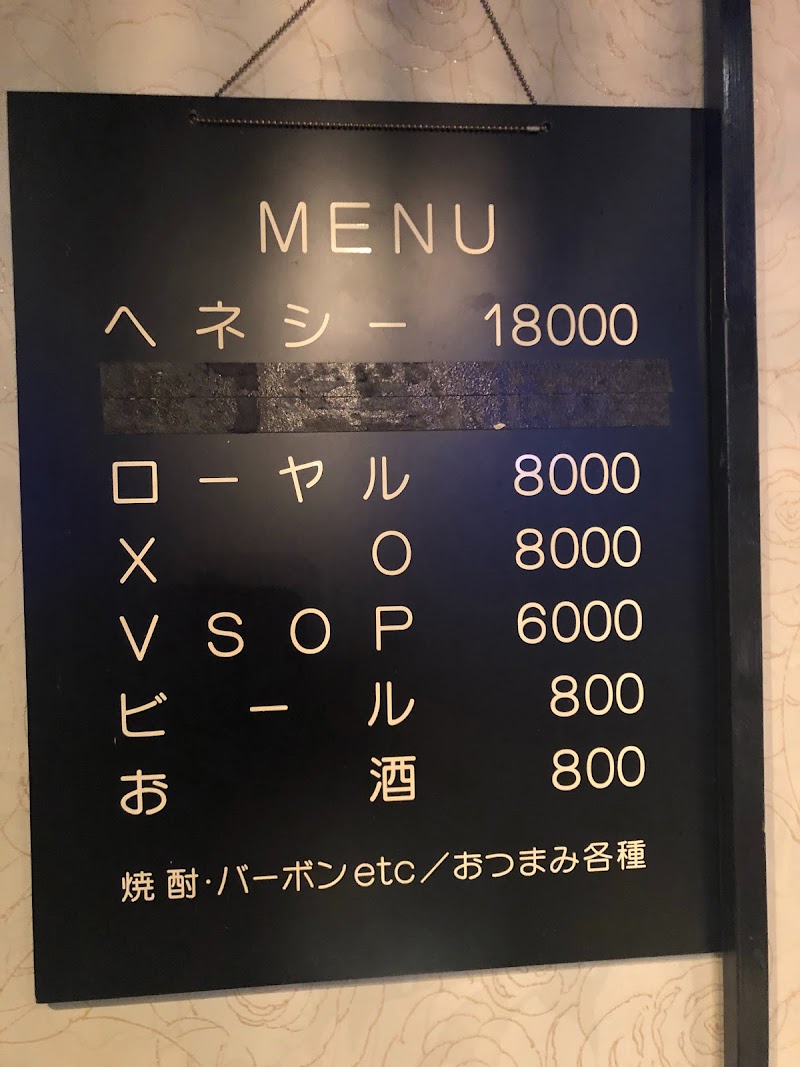 MENU
ヘネシー 18000
ローヤル 8000
XO 8000
VSOP 6000
ビール 800
お酒 800
焼酎・バーボンetc／おつまみ各種